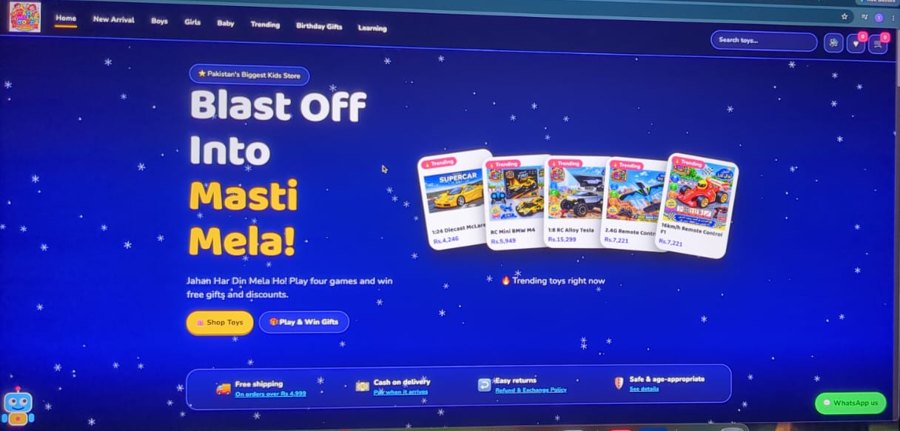 Home New Arrival Boys Girls Baby Trending Birthday Gifts Learning
Search toys...
0
0
Pakistan's Biggest Kids Store
Blast Off
Into
Masti
Mela!
Jahan Har Din Mela Ho! Play four games and win
free gifts and discounts.
Shop Toys
Play & Win Gifts
Trending
SUPERCAR
1:24 Diecast McLare
Rs.4,246
Trending
RC Mini BMW M4
Rs.5,949
Trending
1:8 RC Alloy Tesla
Rs.15,299
Trending
2.4G Remote Contr
Rs.7,221
Trending
16km/h Remote Control
F1
Rs.7,221
Trending toys right now
Free shipping
On orders over Rs 4,999
Cash on delivery
Pay when it arrives
Easy returns
Refund & Exchange Policy
Safe & age-appropriate
See details
WhatsApp us